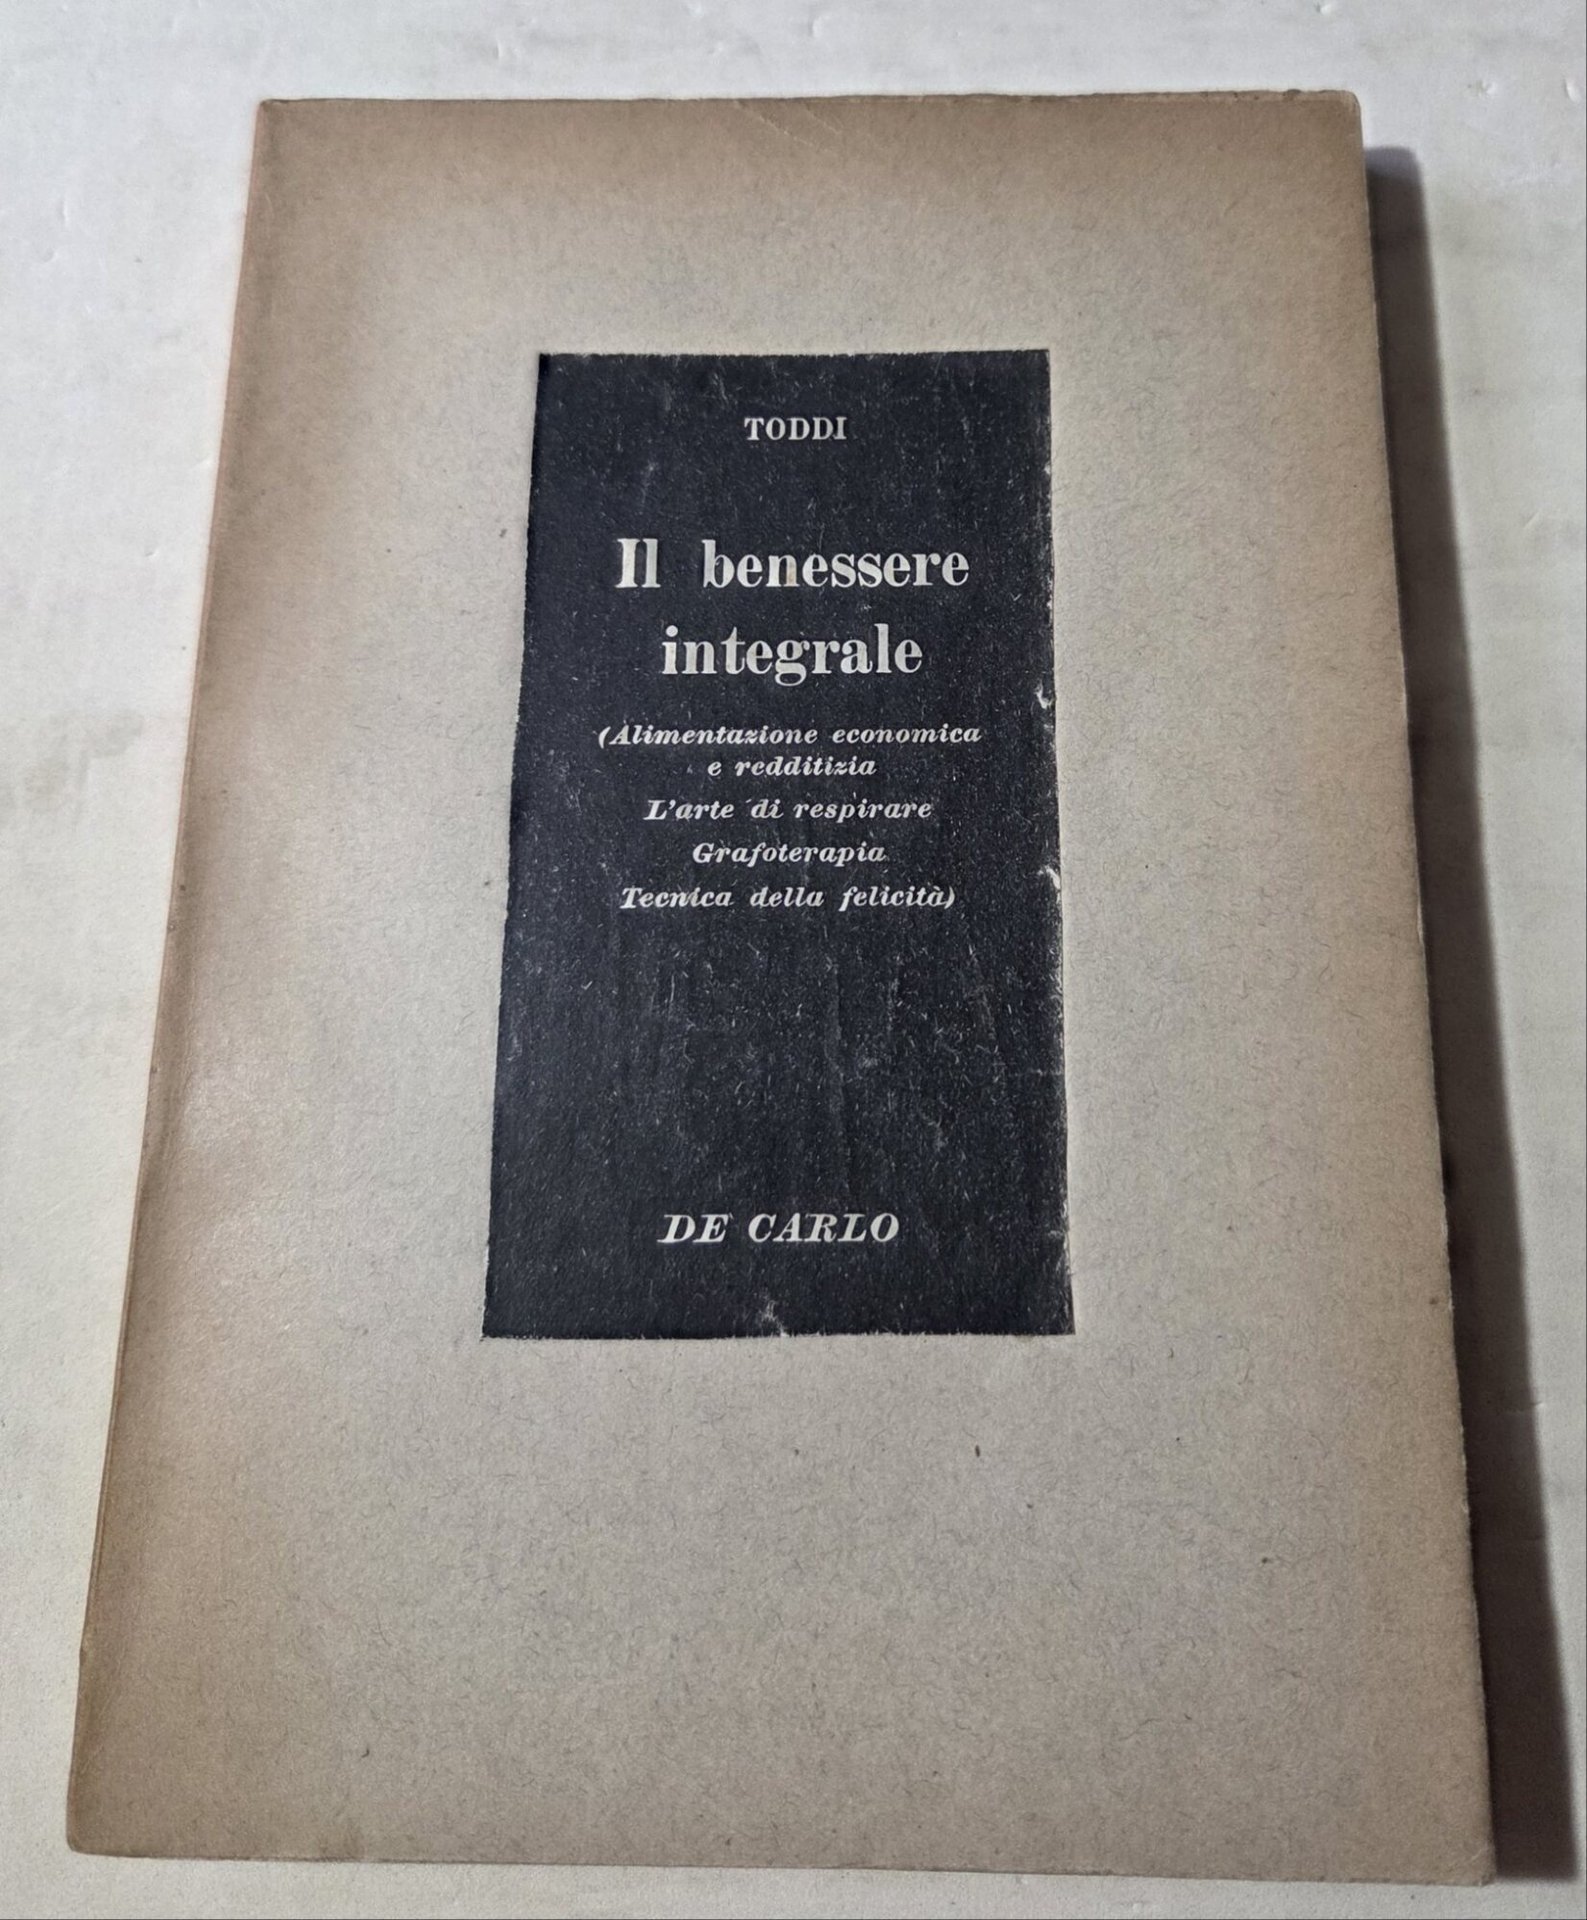 TODDI
Il benessere
integrale
(Alimentazione economica
e redditizia
L'arte di respirare
Grafoterapia
Tecnica della felicità)
DE CARLO